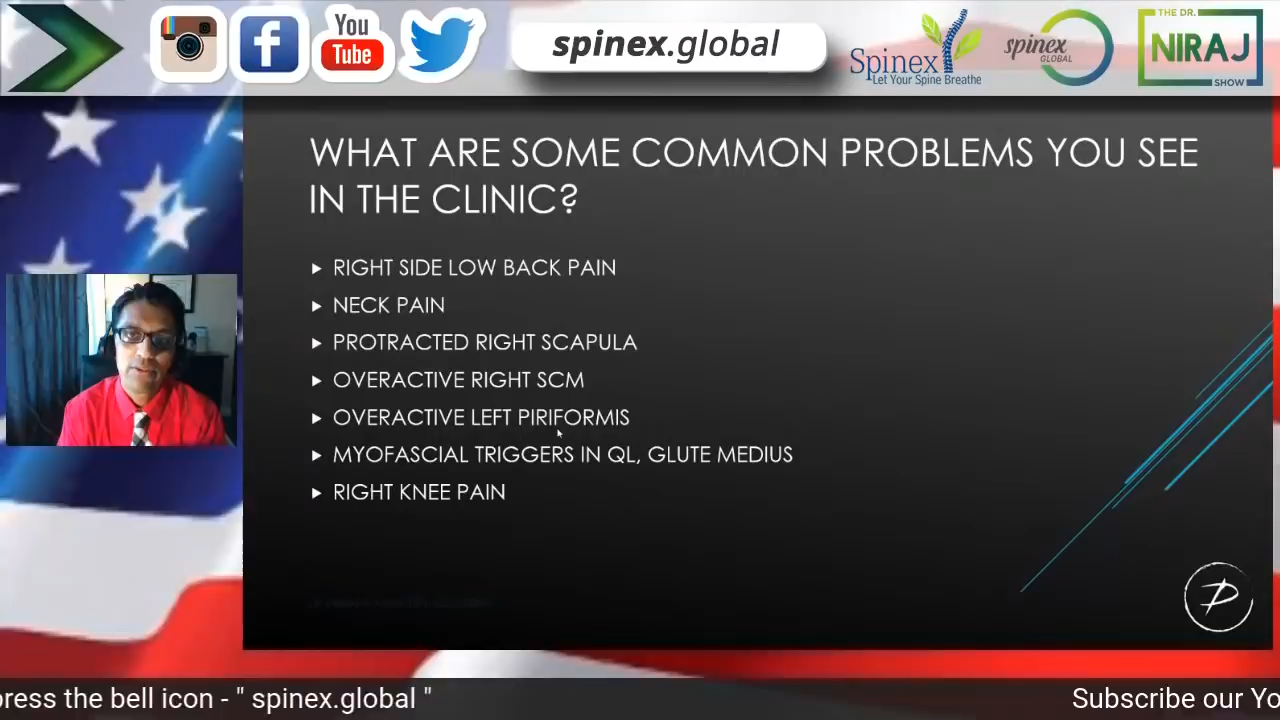 You
Tube
spinex.global
Spinex
Let Your Spine Breathe
spinex
GLOBAL
THE DR.
NIRAJ
SHOW
WHAT ARE SOME COMMON PROBLEMS YOU SEE
IN THE CLINIC?
RIGHT SIDE LOW BACK PAIN
NECK PAIN
PROTRACTED RIGHT SCAPULA
OVERACTIVE RIGHT SCM
OVERACTIVE LEFT PIRIFORMIS
MYOFASCIAL TRIGGERS IN QL, GLUTE MEDIUS
RIGHT KNEE PAIN
press the bell icon - " spinex.global "
Subscribe our Yo